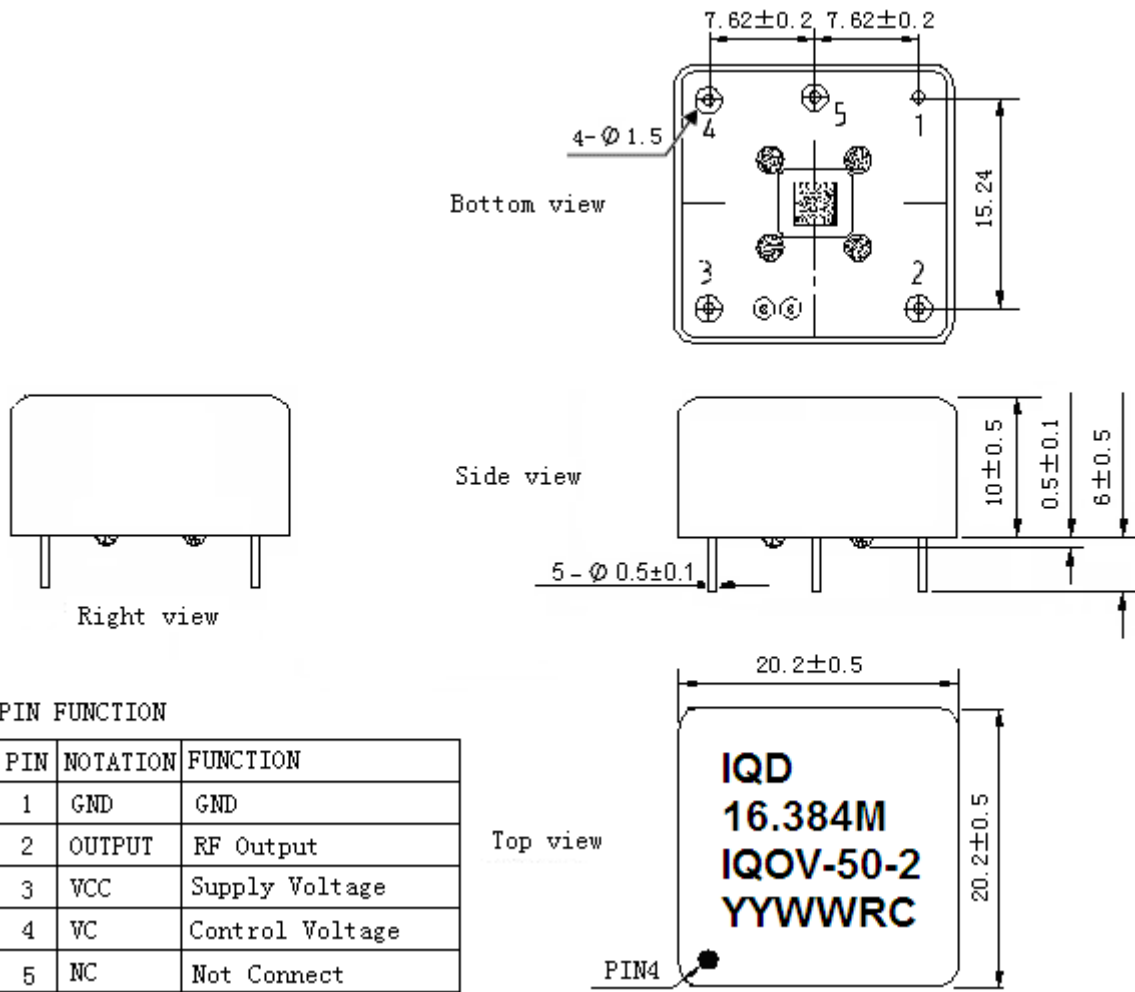 7.62±0.2 7.62±0.2
4-Ø1.5
4
5
1
Bottom view
15.24
3
2
Side view
10±0.5
0.5±0.1
6±0.5
5-Ø0.5±0.1
Right view
20.2±0.5
PIN FUNCTION
PIN NOTATION FUNCTION
1 GND GND
2 OUTPUT RF Output
3 VCC Supply Voltage
4 VC Control Voltage
5 NC Not Connect
Top view
IQD
16.384M
IQOV-50-2
YYWWRC
20.2±0.5
PIN4